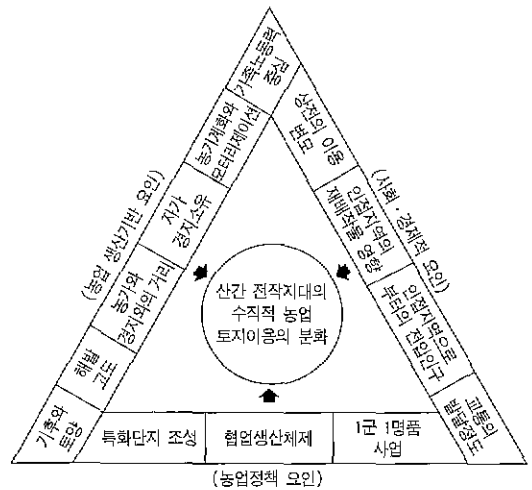 가족노동력
중심
농기계화와
모터리제이션
자가
경지소유
농가와
경지와의 거리
해발
고도
기후와
토양
(농업 생산기반 요인)
상전의 이용
변모
인접지역의
재배작물 영향
인접지역으로
부터의 전입인구
교통의
발달정도
(사회·경제적 요인)
산간 전작지대의
수직적 농업
토지이용의 분화
특화단지 조성
협업생산체제
1군 1명품
사업
(농업정책 요인)